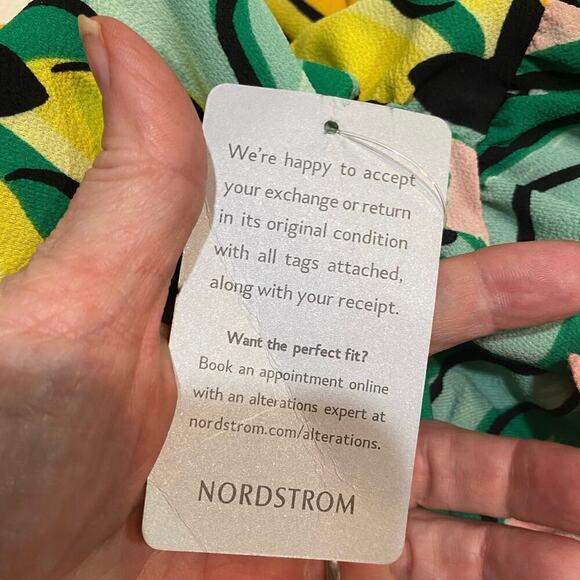 We're happy to accept
your exchange or return
in its original condition
with all tags attached,
along with your receipt.
Want the perfect fit?
Book an appointment online
with an alterations expert at
nordstrom.com/alterations.
NORDSTROM